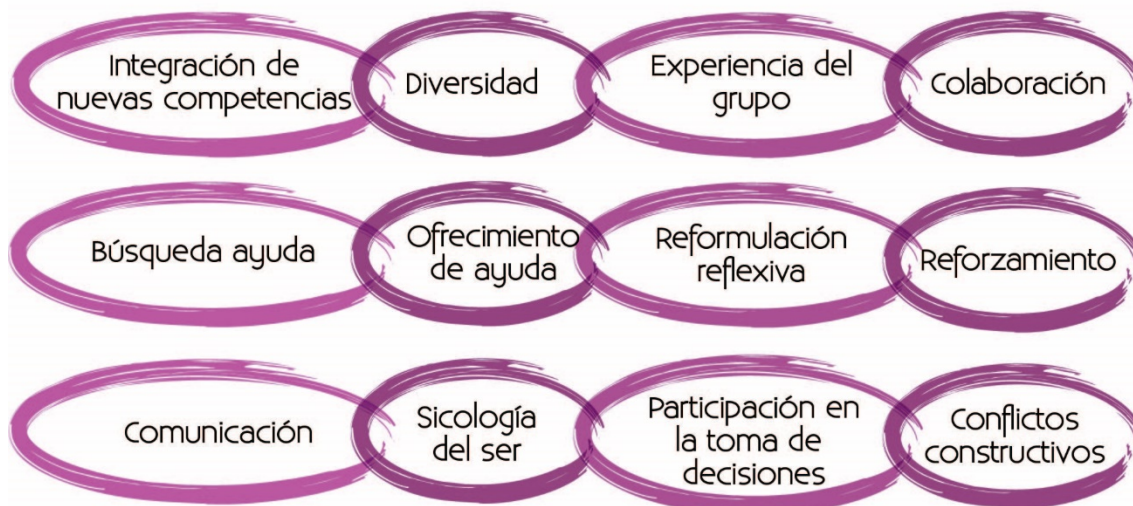 Integración de
nuevas competencias
Diversidad
Experiencia del
grupo
Colaboración
Búsqueda ayuda
Ofrecimiento
de ayuda
Reformulación
reflexiva
Reforzamiento
Comunicación
Sicología
del ser
Participación en
la toma de
decisiones
Conflictos
constructivos